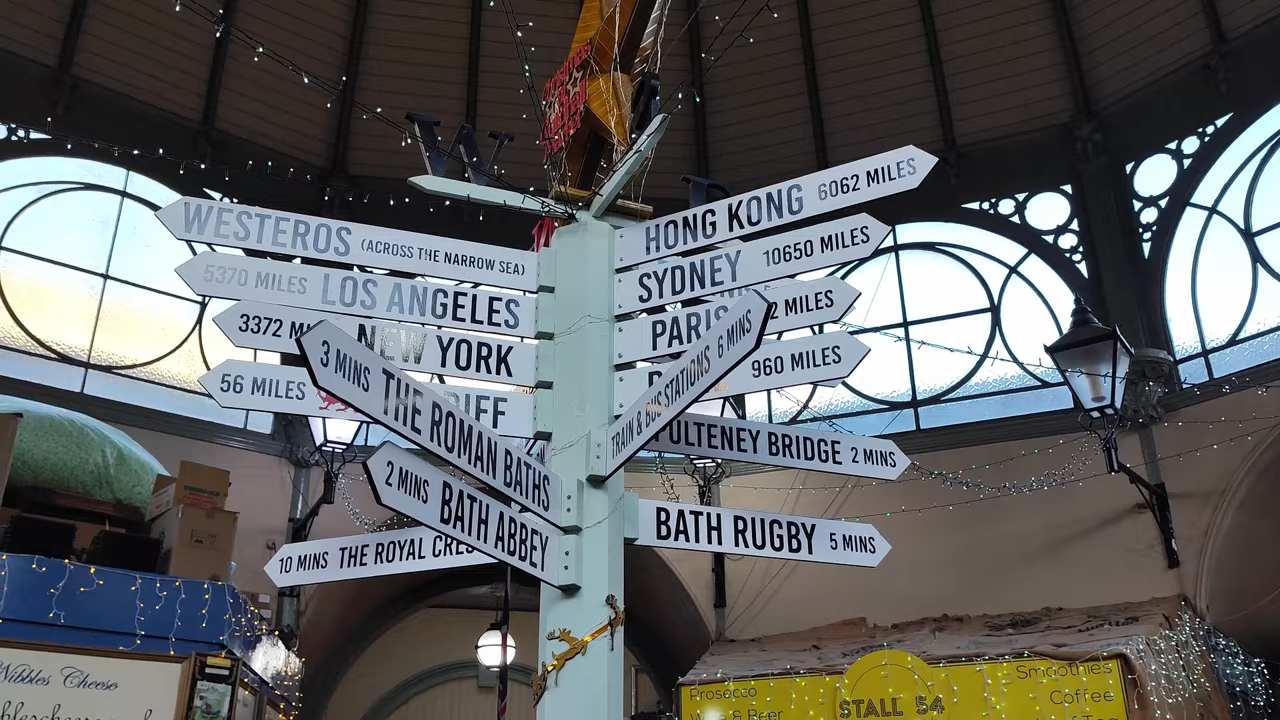 W
WESTEROS (ACROSS THE NARROW SEA)
5370 MILES LOS ANGELES
3372 NEW YORK
56 MILES
3 MINS THE ROMAN BATHS
2 MINS BATH ABBEY
10 MINS THE ROYAL
HONG KONG 6062 MILES
SYDNEY 10650 MILES
PARIS MILES
960 MILES
TRAIN & BUS STATIONS 6 MINS
PULTENEY BRIDGE 2 MINS
BATH RUGBY 5 MINS
Nibbles Cheese
STALL 54
Prosecco
& Beer
Smoothies
Coffee